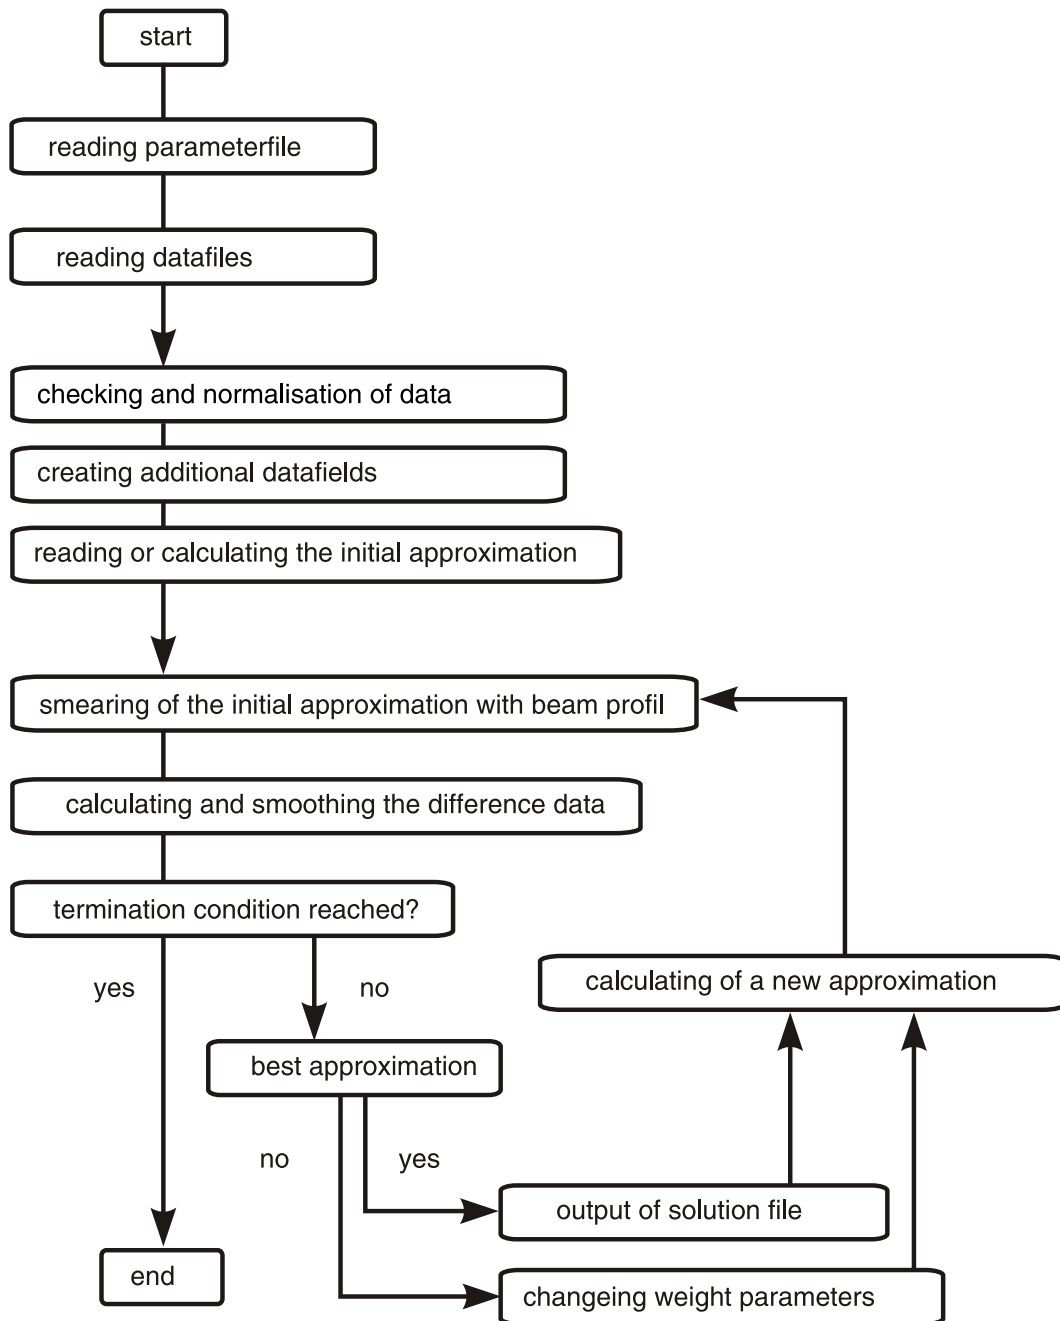 start
reading parameterfile
reading datafiles
checking and normalisation of data
creating additional datafields
reading or calculating the initial approximation
smearing of the initial approximation with beam profil
calculating and smoothing the difference data
termination condition reached?
yes
no
calculating of a new approximation
best approximation
no
yes
output of solution file
end
changeing weight parameters